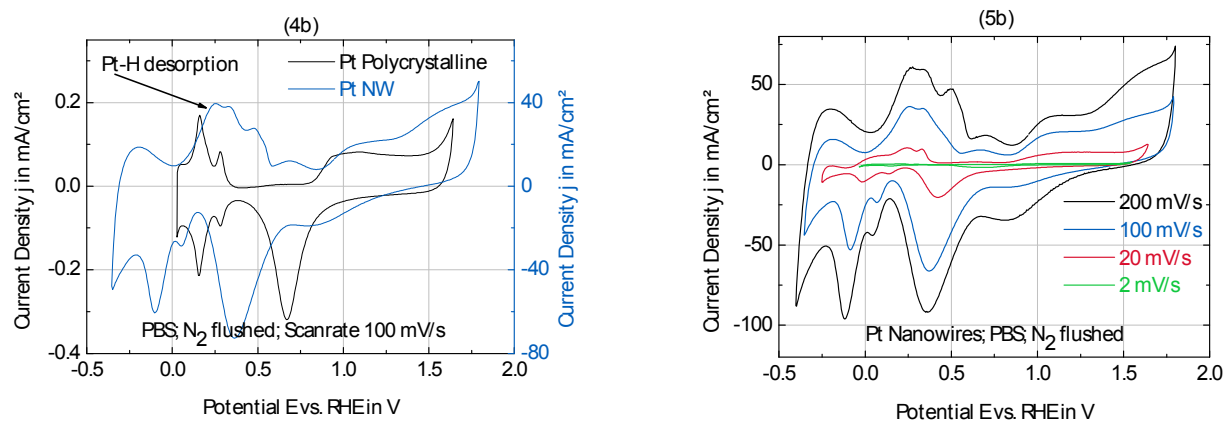 (4b)
Pt-H desorption
Pt Polycrystalline
Pt NW
PBS; N2 flushed; Scanrate 100 mV/s
Current Density j in mA/cm²
0.2
0.0
-0.2
-0.4
40
0
-40
-80
Current Density j in mA/cm²
-0.5 0.0 0.5 1.0 1.5 2.0
Potential E vs. RHE in V
(5b)
Current Density j in mA/cm²
50
0
-50
-100
200 mV/s
100 mV/s
20 mV/s
2 mV/s
Pt Nanowires; PBS; N2 flushed
-0.5 0.0 0.5 1.0 1.5 2.0
Potential E vs. RHE in V